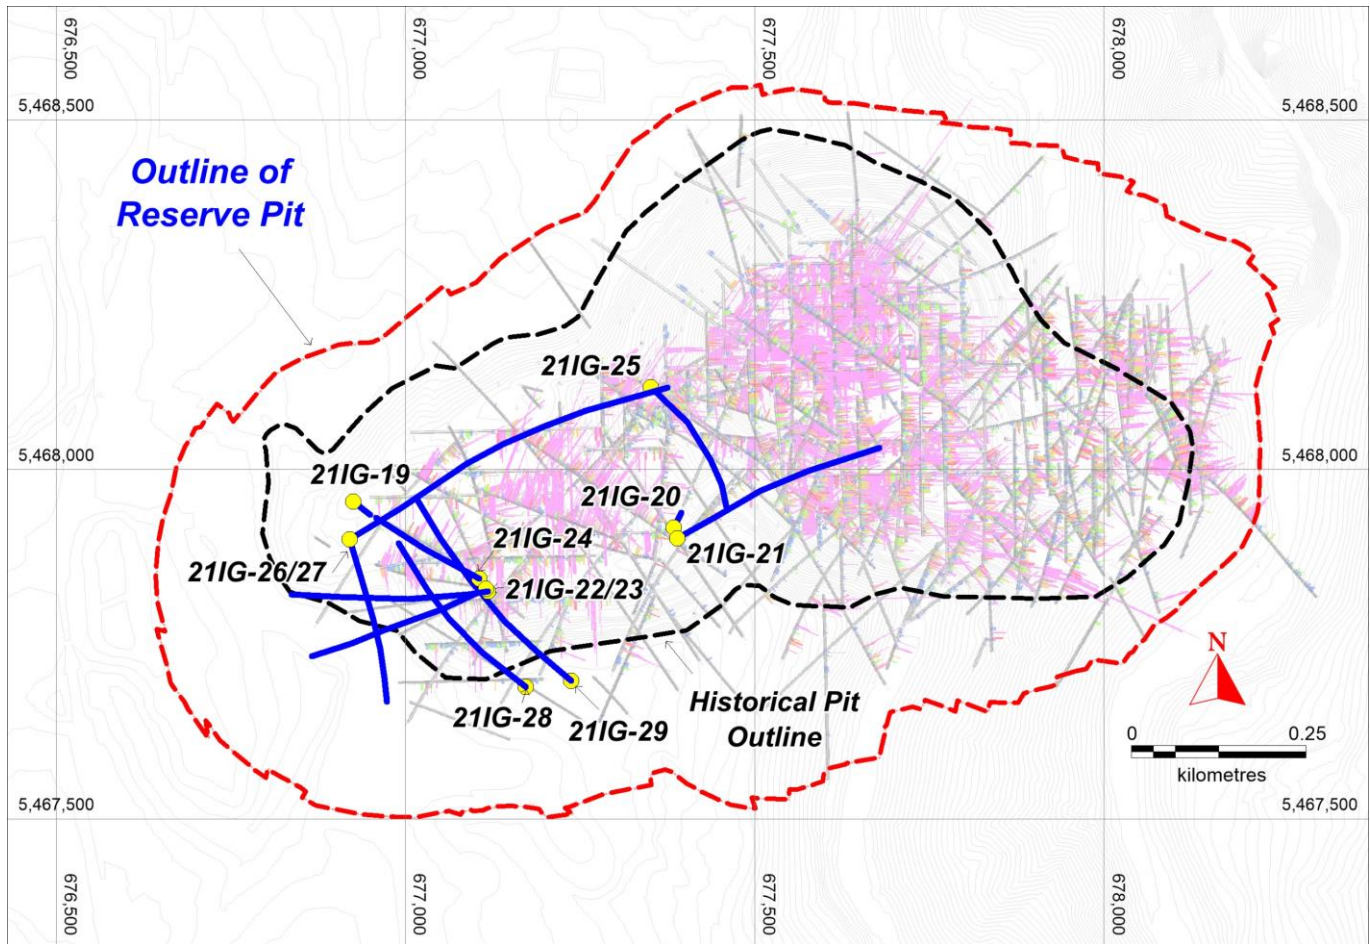 676,500
677,000
677,500
678,000
5,468,500
5,468,500
Outline of
Reserve Pit
21IG-25
5,468,000
5,468,000
21IG-19
21IG-20
21IG-24
21IG-21
21IG-26/27
21IG-22/23
N
Historical Pit
Outline
21IG-28
21IG-29
0 0.25
kilometres
5,467,500
5,467,500
676,500
677,000
677,500
678,000